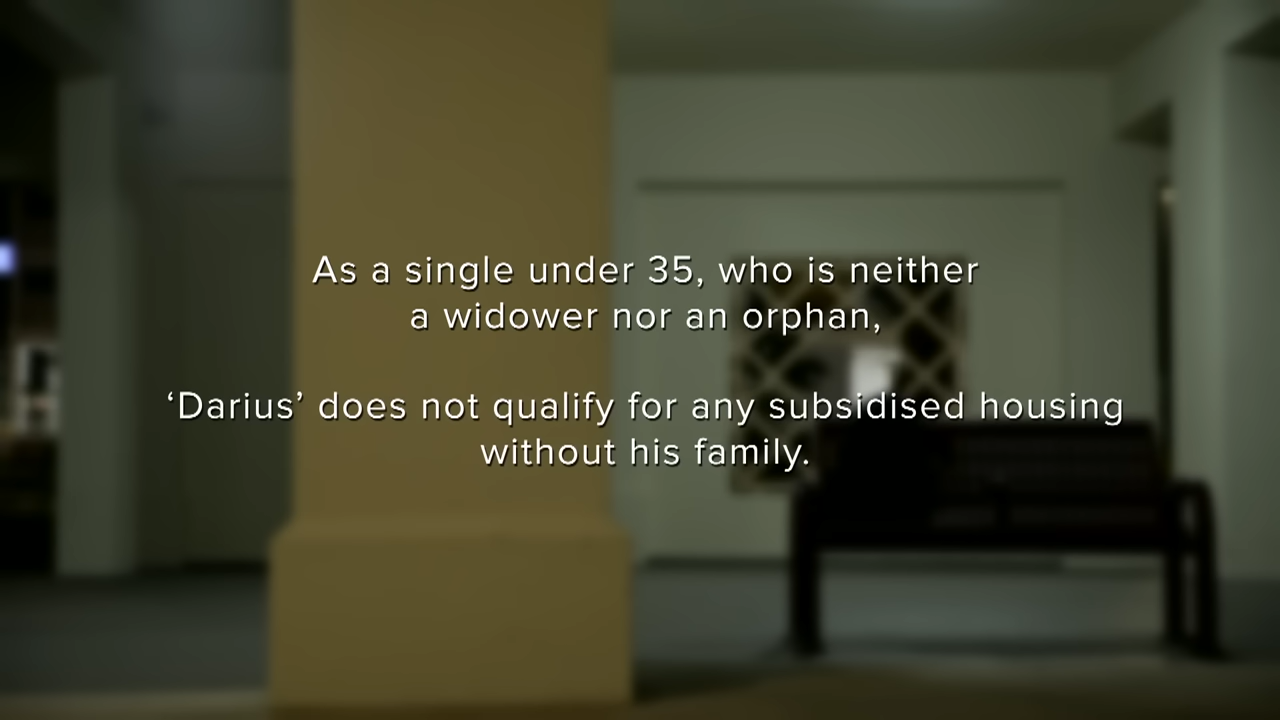 As a single under 35, who is neither
a widower nor an orphan,
‘Darius’ does not qualify for any subsidised housing
without his family.